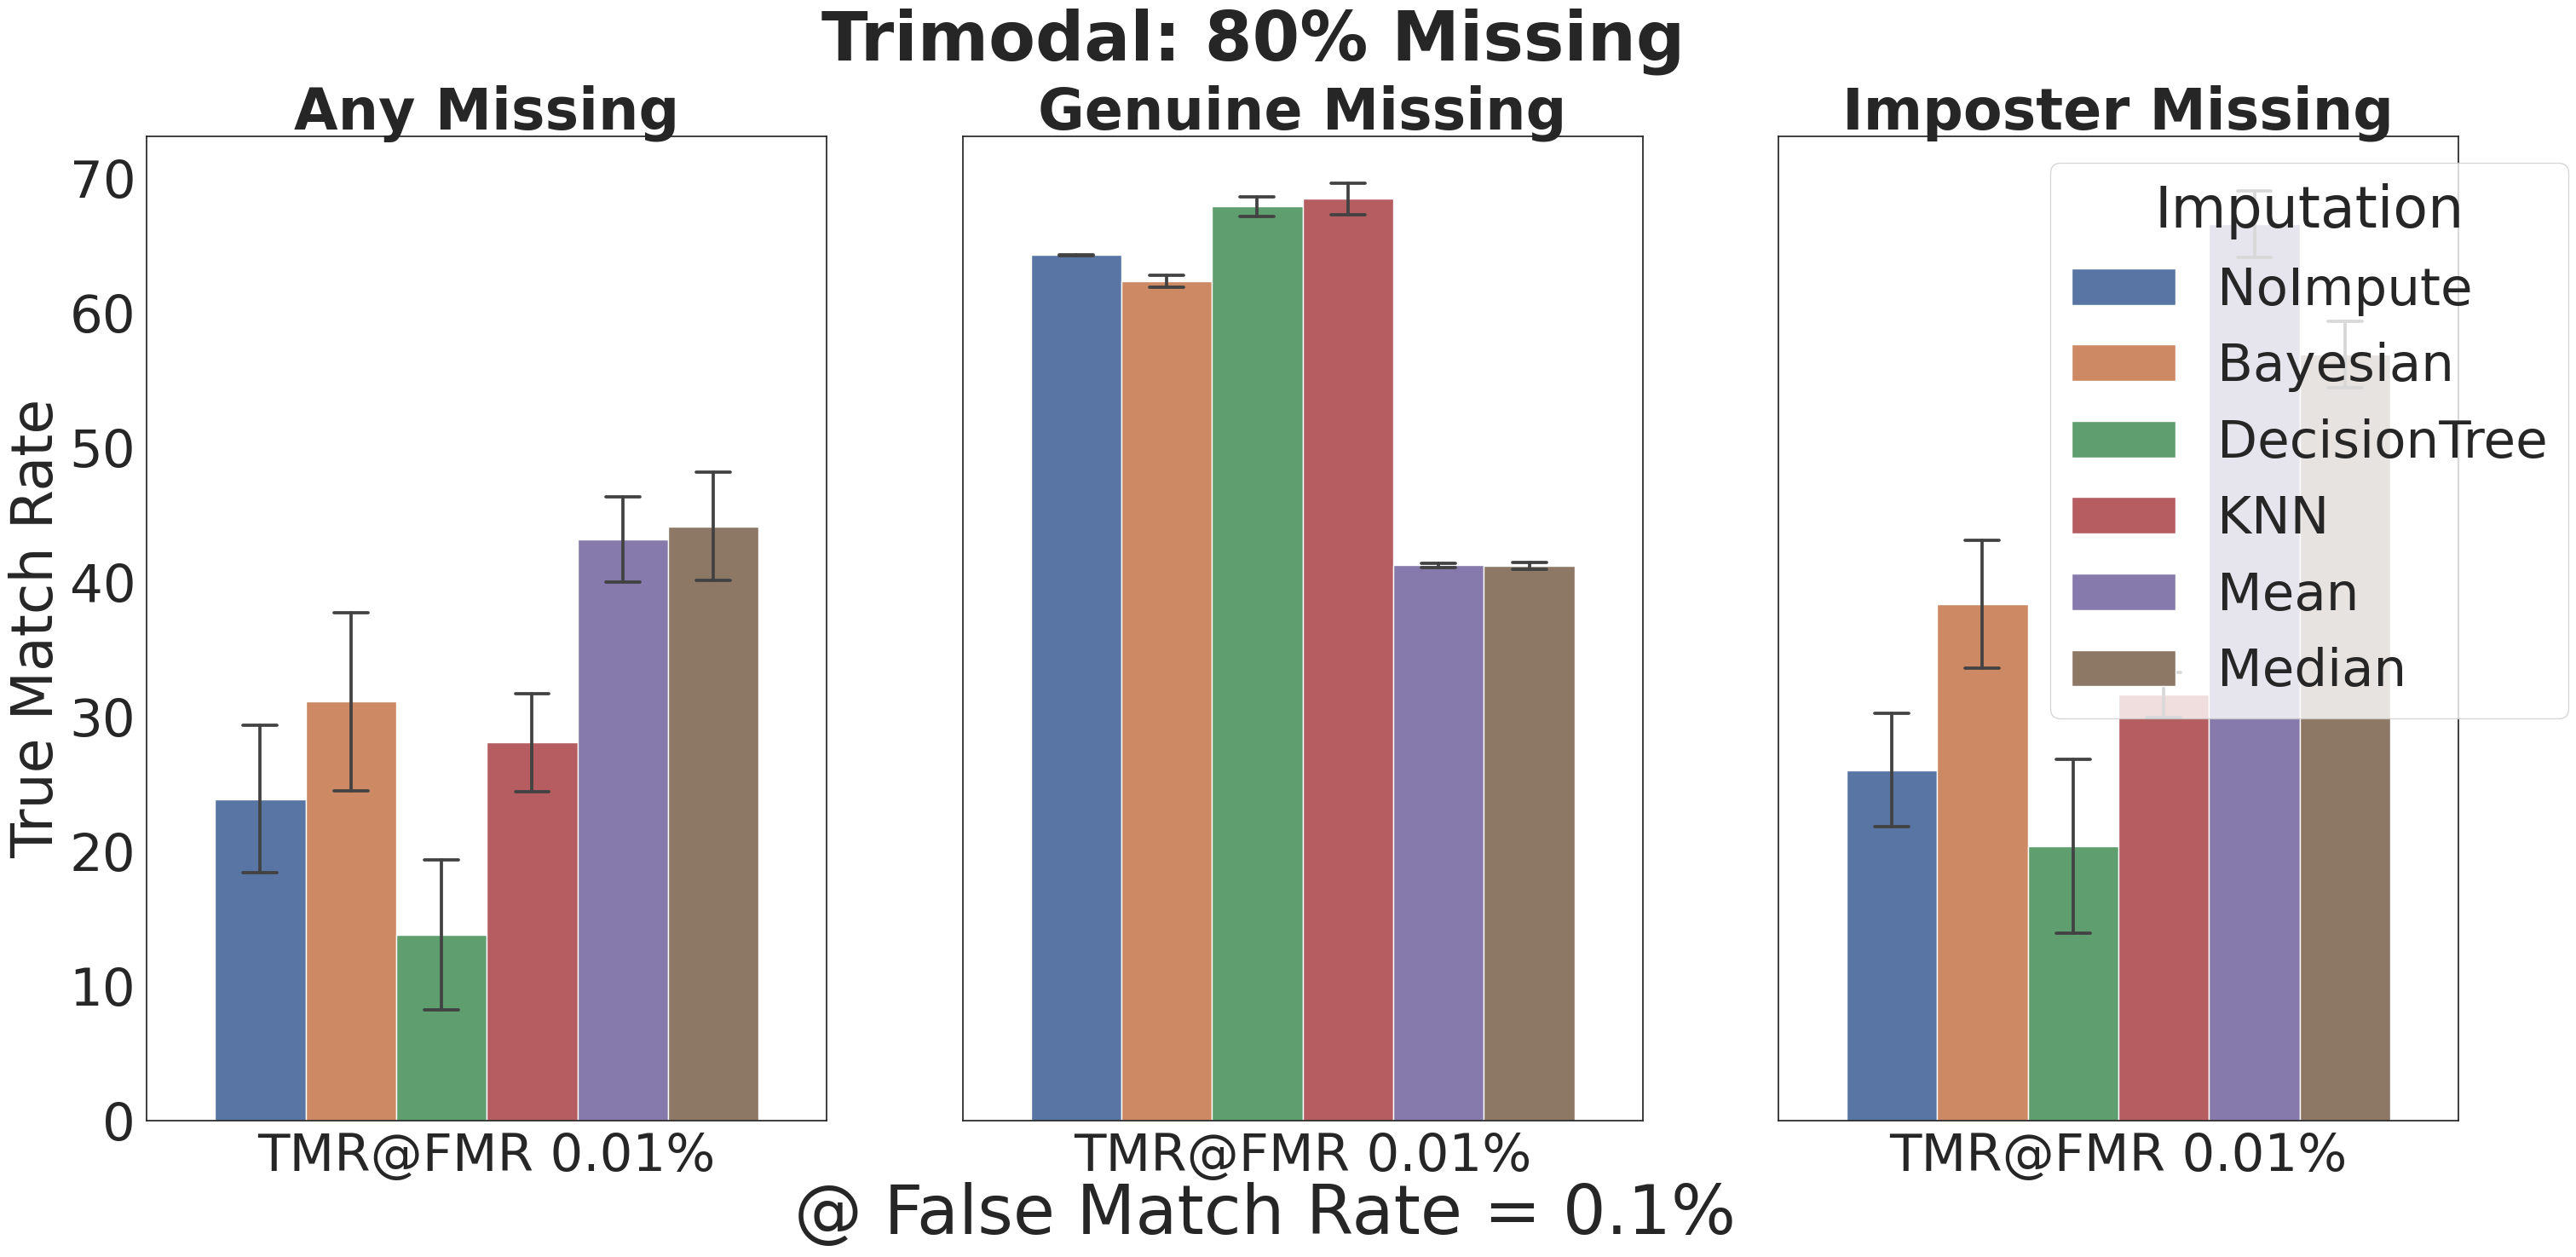 Trimodal: 80% Missing
Any Missing
Genuine Missing
Imposter Missing
True Match Rate
70
60
50
40
30
20
10
0
Imputation
NoImpute
Bayesian
DecisionTree
KNN
Mean
Median
TMR@FMR 0.01%
TMR@FMR 0.01%
TMR@FMR 0.01%
@ False Match Rate = 0.1%